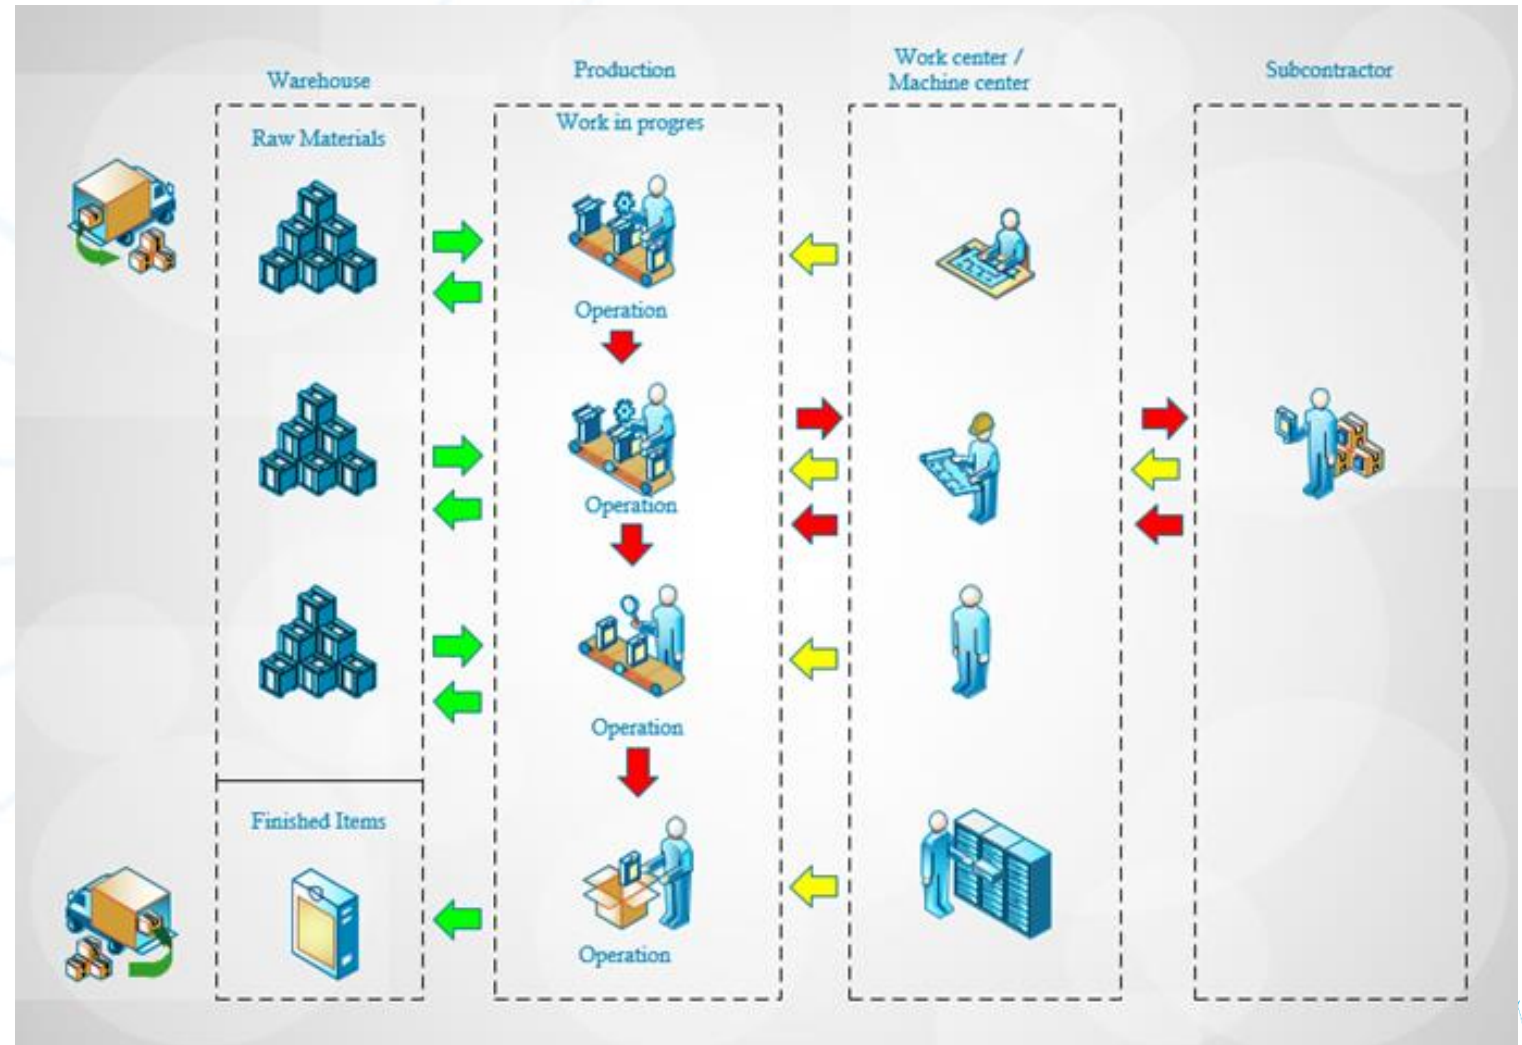 Warehouse
Production
Work center /
Machine center
Subcontractor
Raw Materials
Work in progres
Operation
Operation
Operation
Finished Items
Operation